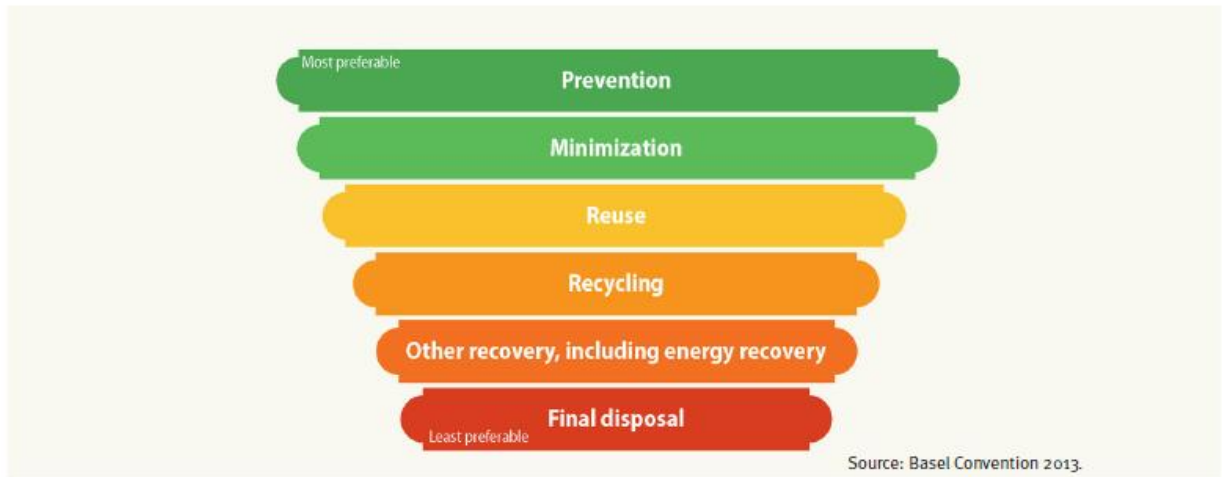 Most preferable
Prevention
Minimization
Reuse
Recycling
Other recovery, including energy recovery
Final disposal
Least preferable
Source: Basel Convention 2013.